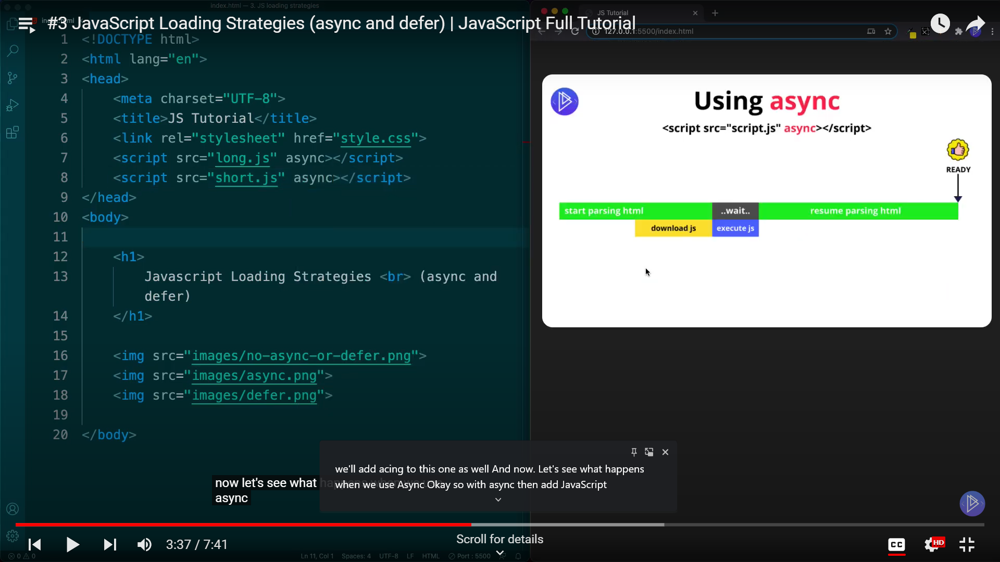 index.html — 3. JS loading strategies
#3 JavaScript Loading Strategies (async and defer) | JavaScript Full Tutorial
JS Tutorial
127.0.0.1:5500/index.html
1 <!DOCTYPE html>
2 <html lang="en">
3 <head>
4 <meta charset="UTF-8">
5 <title>JS Tutorial</title>
6 <link rel="stylesheet" href="style.css">
7 <script src="long.js" async></script>
8 <script src="short.js" async></script>
9 </head>
10 <body>
11
12 <h1>
13 Javascript Loading Strategies <br> (async and
defer)
14 </h1>
15
16 <img src="images/no-async-or-defer.png">
17 <img src="images/async.png">
18 <img src="images/defer.png">
19
20 </body>
Using async
<script src="script.js" async></script>
READY
start parsing html ..wait.. resume parsing html
download js execute js
now let's see what happens when we use
async
we'll add acing to this one as well And now. Let's see what happens
when we use Async Okay so with async then add JavaScript
3:37 / 7:41
Scroll for details
CC
HD
0 0
Ln 11, Col 1 Spaces: 4 UTF-8 LF HTML Port : 5500